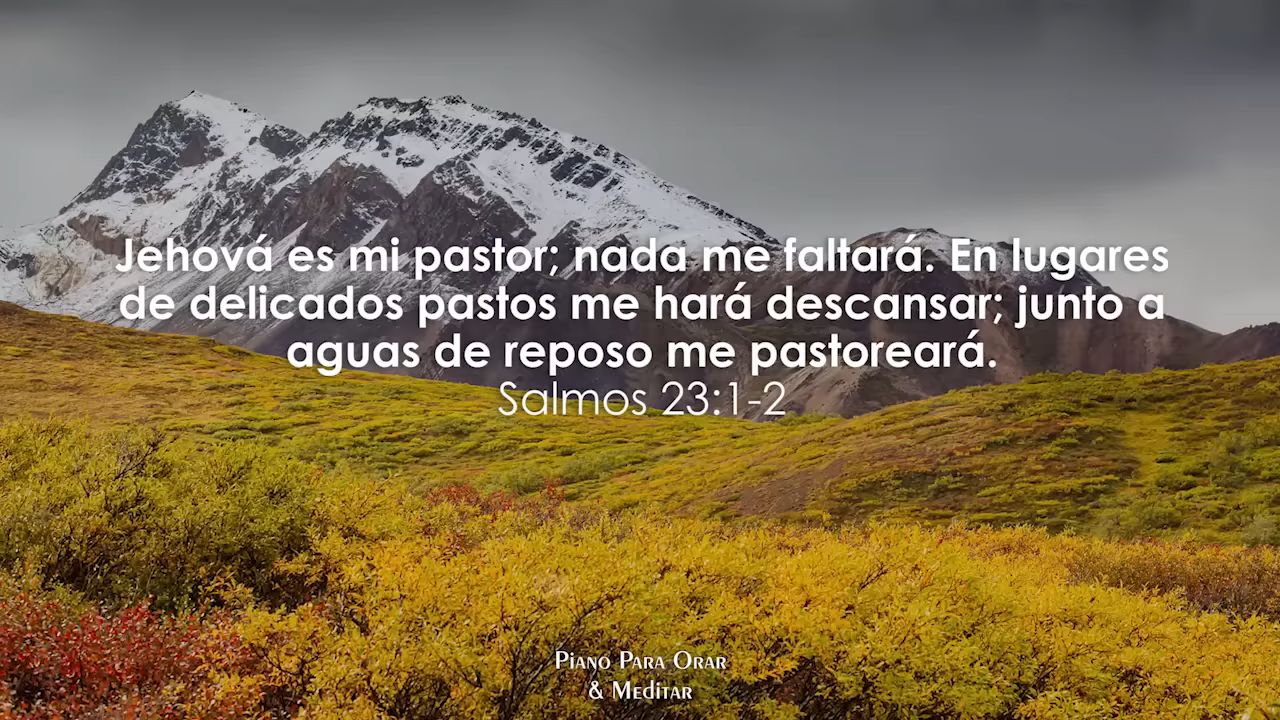 Jehová es mi pastor; nada me faltará. En lugares
de delicados pastos me hará descansar; junto a
aguas de reposo me pastoreará.
Salmos 23:1-2
Piano Para Orar
& Meditar